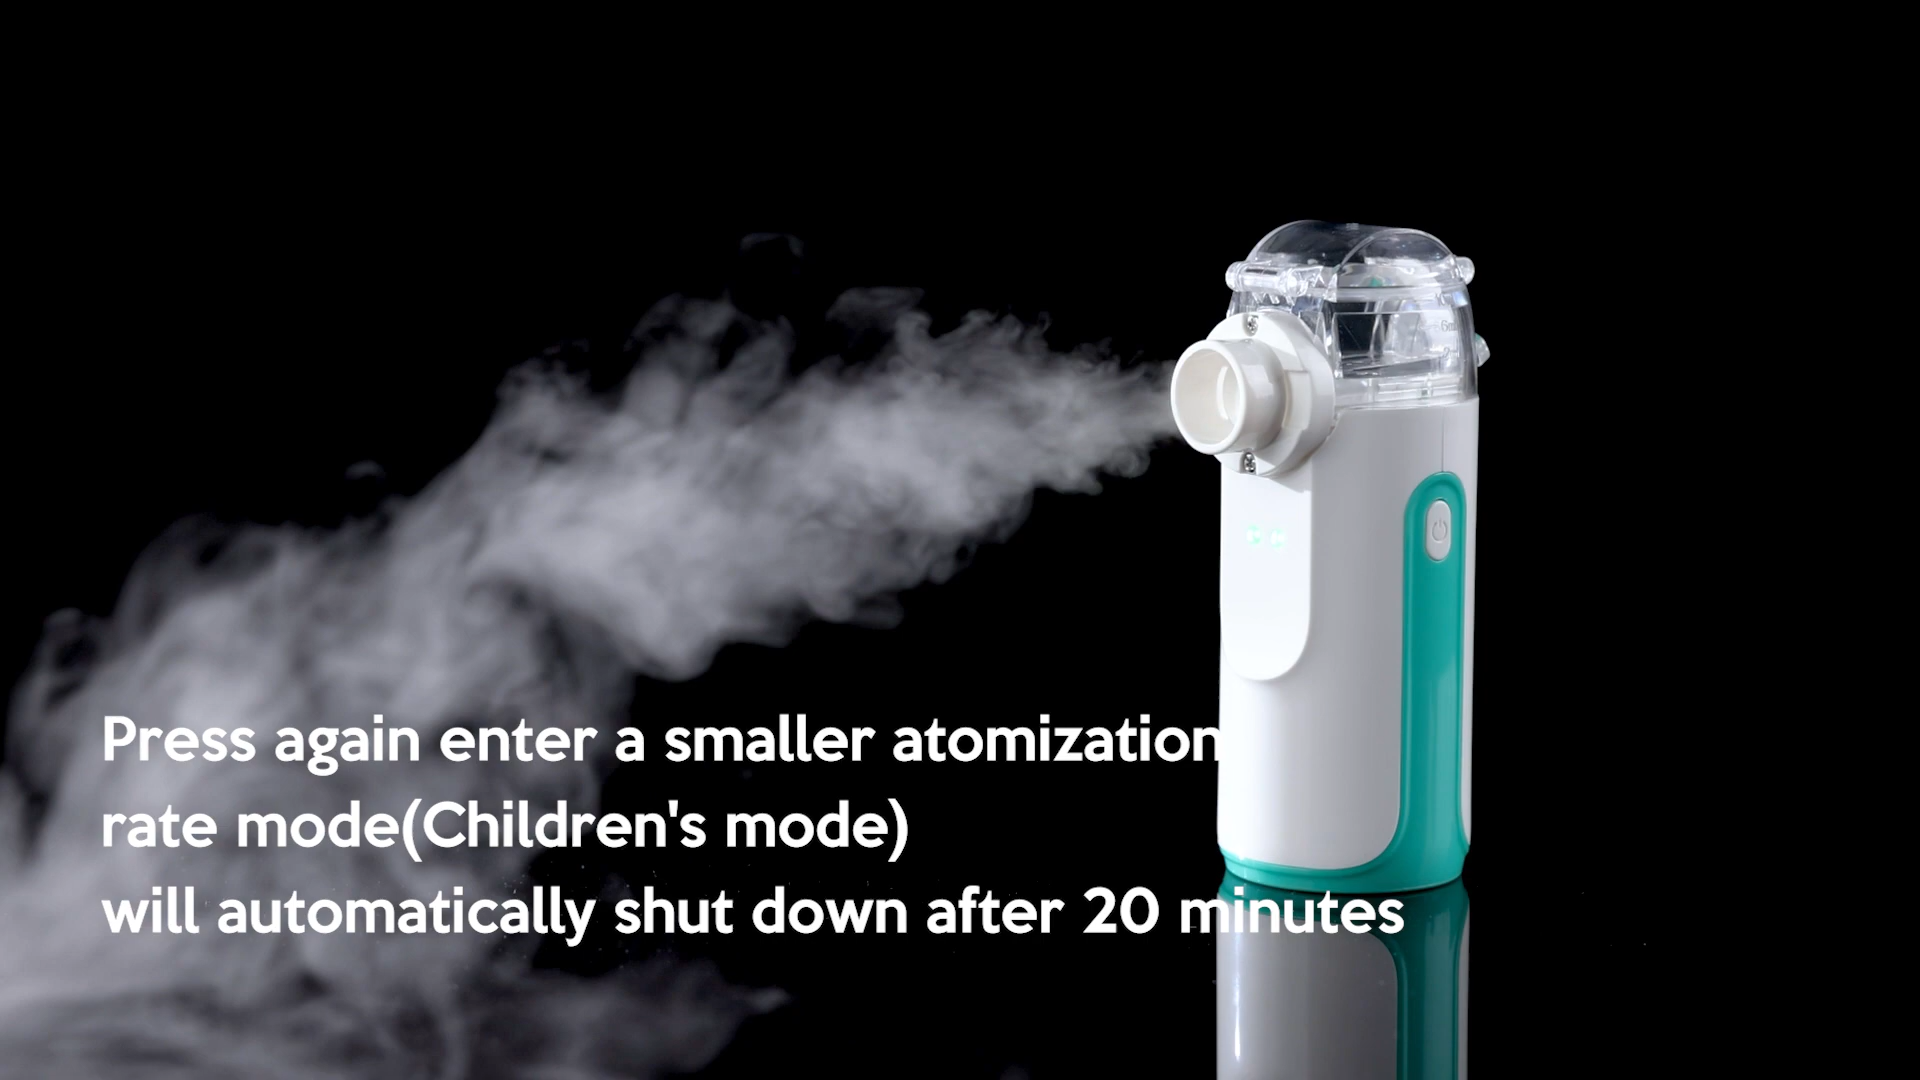 Press again enter a smaller atomization
rate mode(Children's mode)
will automatically shut down after 20 minutes